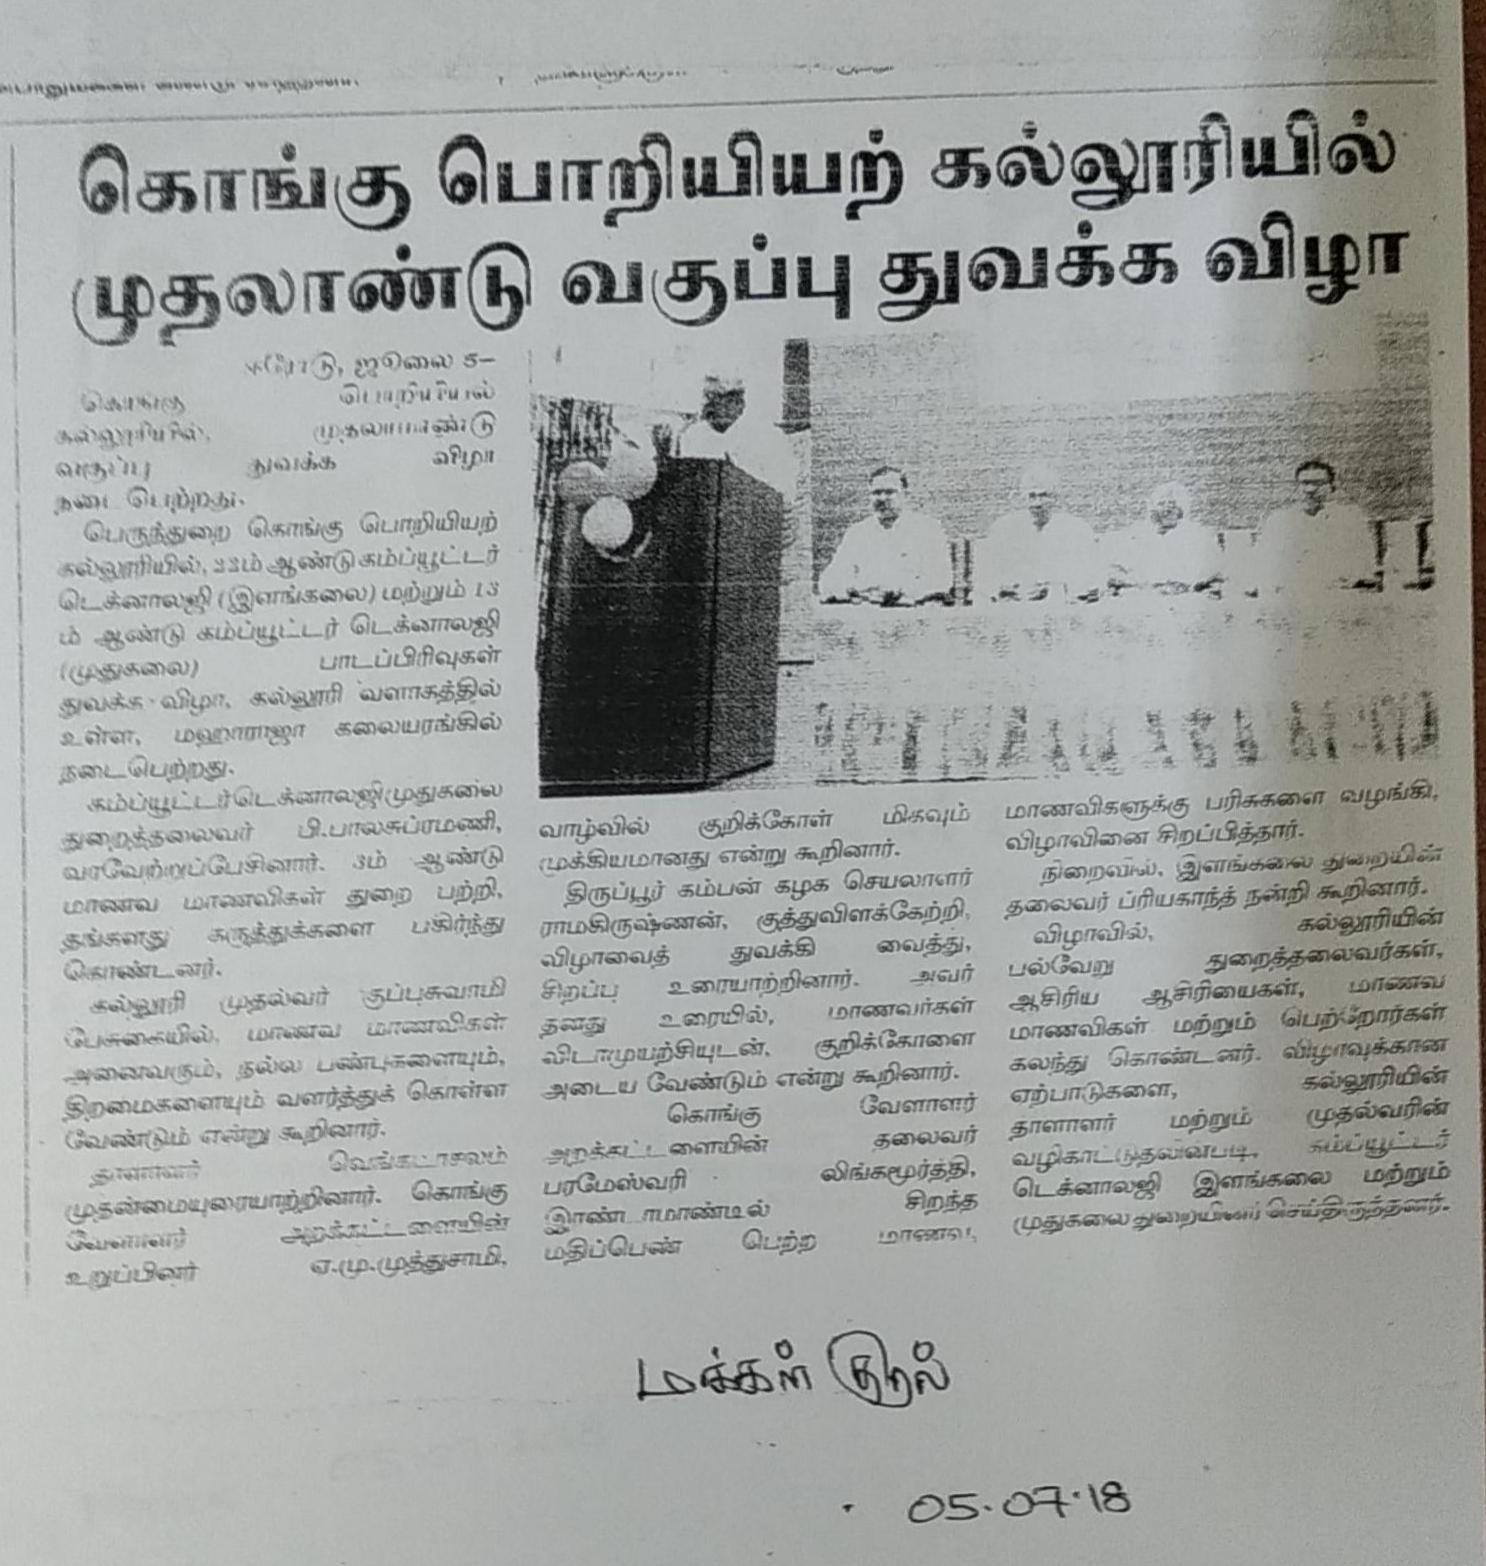 கொங்கு பொறியியற் கல்லூரியில்
முதலாண்டு வகுப்பு துவக்க விழா
ஈரோடு, ஜூலை 5–
கொங்கு பொறியியல்
கல்லூரியில், முதலாமாண்டு
வகுப்பு துவக்க விழா
நடை பெற்றது.
பெருந்துறை கொங்கு பொறியியற்
கல்லூரியில், 22ம் ஆண்டு கம்ப்யூட்டர்
டெக்னாலஜி (இளங்கலை) மற்றும் 13
ம் ஆண்டு கம்ப்யூட்டர் டெக்னாலஜி
(முதுகலை) பாடப்பிரிவுகள்
துவக்க விழா, கல்லூரி வளாகத்தில்
உள்ள, மஹாராஜா கலையரங்கில்
நடைபெற்றது.
கம்ப்யூட்டர் டெக்னாலஜி முதுகலை
துறைத்தலைவர் பி.பாலசுப்ரமணி,
வரவேற்றுப்பேசினார். 3ம் ஆண்டு
மாணவ மாணவிகள் துறை பற்றி,
தங்களது கருத்துக்களை பகிர்ந்து
கொண்டனர்.
கல்லூரி முதல்வர் குப்புசுவாமி
பேசுகையில், மாணவ மாணவிகள்
அனைவரும், நல்ல பண்புகளையும்,
திறமைகளையும் வளர்த்துக் கொள்ள
வேண்டும் என்று கூறினார்.
தாளாளர் வெங்கடாசலம்
முதன்மையுரையாற்றினார். கொங்கு
வேளாளர் அறக்கட்டளையின்
உறுப்பினர் ஏ.மு.முத்துசாமி,
வாழ்வில் குறிக்கோள் மிகவும்
முக்கியமானது என்று கூறினார்.
திருப்பூர் கம்பன் கழக செயலாளர்
ராமகிருஷ்ணன், குத்துவிளக்கேற்றி,
விழாவைத் துவக்கி வைத்து,
சிறப்பு உரையாற்றினார். அவர்
தனது உரையில், மாணவர்கள்
விடாமுயற்சியுடன், குறிக்கோளை
அடைய வேண்டும் என்று கூறினார்.
கொங்கு வேளாளர்
அறக்கட்டளையின் தலைவர்
பரமேஸ்வரி லிங்கமூர்த்தி,
இரண்டாமாண்டில் சிறந்த
மதிப்பெண் பெற்ற மாணவ,
மாணவிகளுக்கு பரிசுகளை வழங்கி,
விழாவினை சிறப்பித்தார்.
நிறைவில், இளங்கலை துறையின்
தலைவர் ப்ரியகாந்த் நன்றி கூறினார்.
விழாவில், கல்லூரியின்
பல்வேறு துறைத்தலைவர்கள்,
ஆசிரிய ஆசிரியைகள், மாணவ
மாணவிகள் மற்றும் பெற்றோர்கள்
கலந்து கொண்டனர். விழாவுக்கான
ஏற்பாடுகளை, கல்லூரியின்
தாளாளர் மற்றும் முதல்வரின்
வழிகாட்டுதலின்படி, கம்ப்யூட்டர்
டெக்னாலஜி இளங்கலை மற்றும்
முதுகலை துறையினர் செய்திருந்தனர்.
மக்கள் குரல்
05.07.18